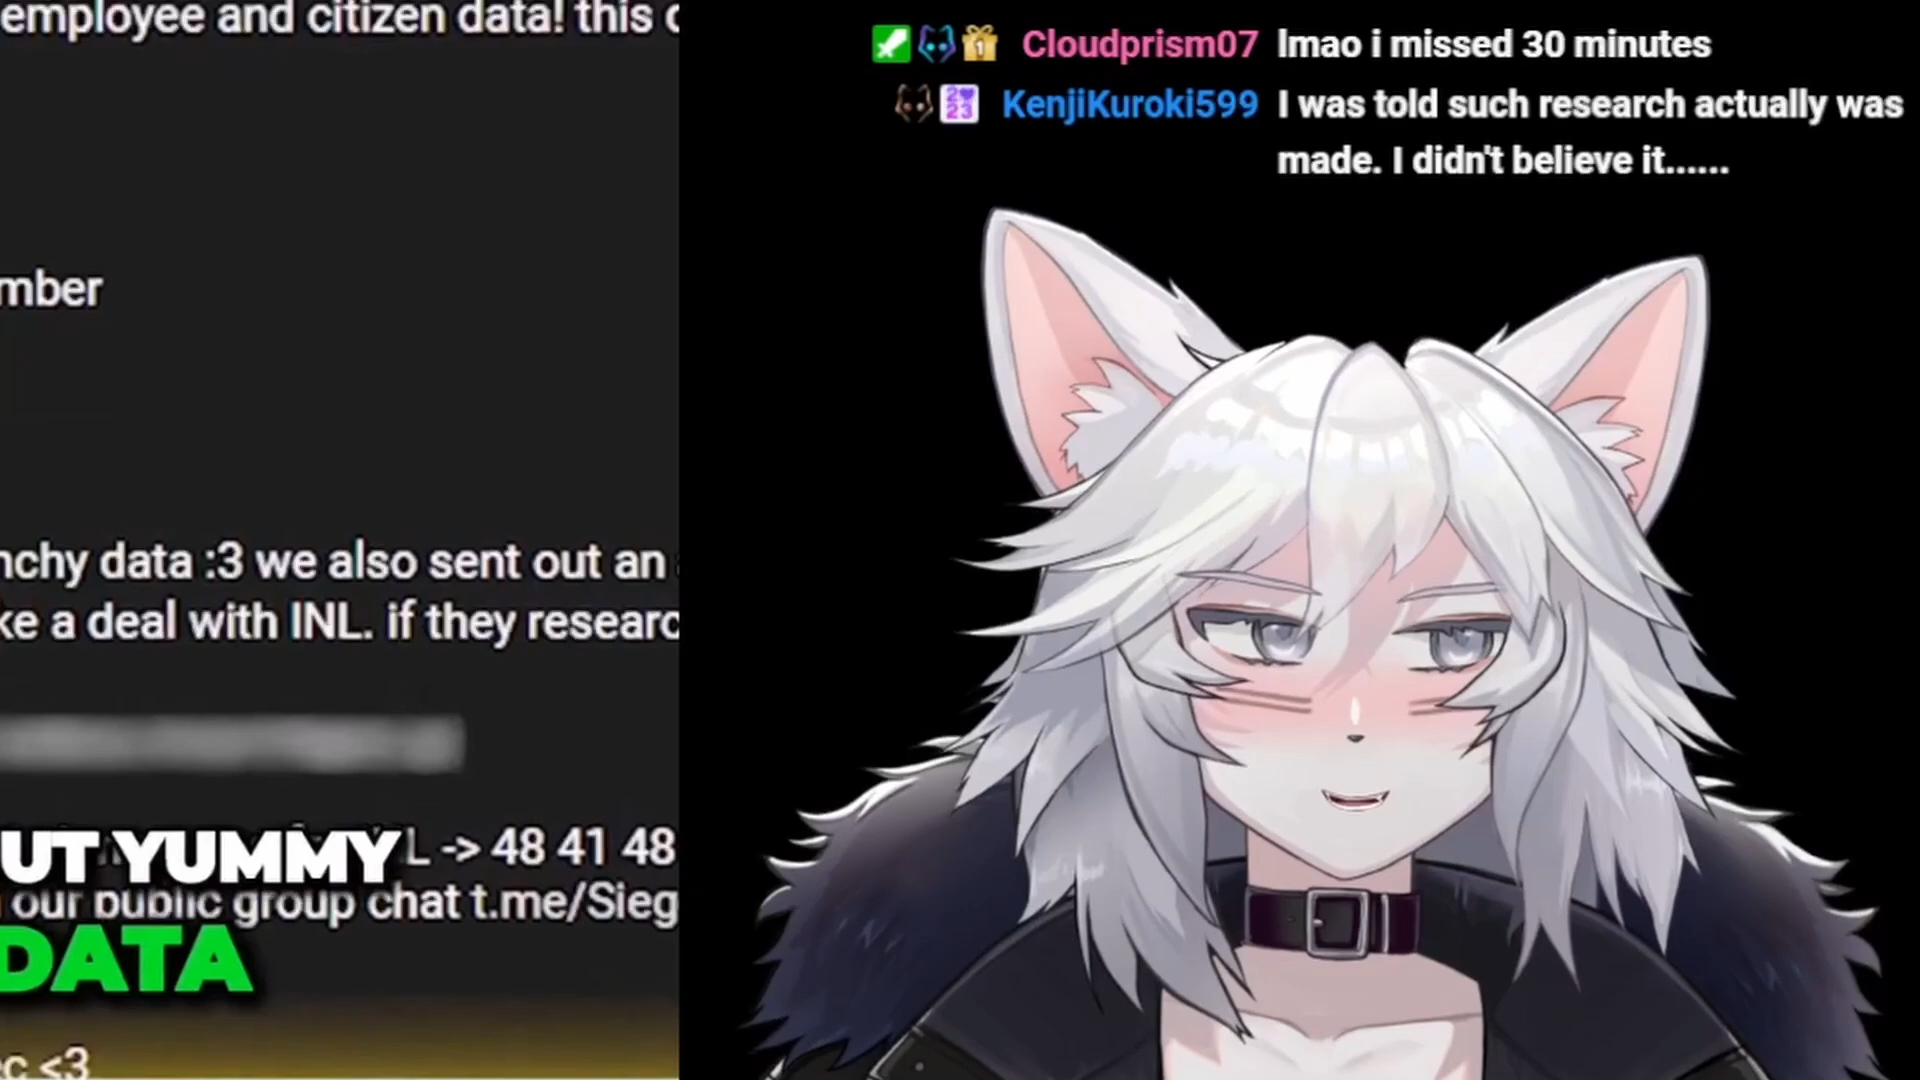 employee and citizen data! this
mber
nchy data :3 we also sent out an
ke a deal with INL. if they researc
L -> 48 41 48
our public group chat t.me/Sieg
UT YUMMY
DATA
ec <3
Cloudprism07 lmao i missed 30 minutes
KenjiKuroki599 I was told such research actually was
made. I didn't believe it......